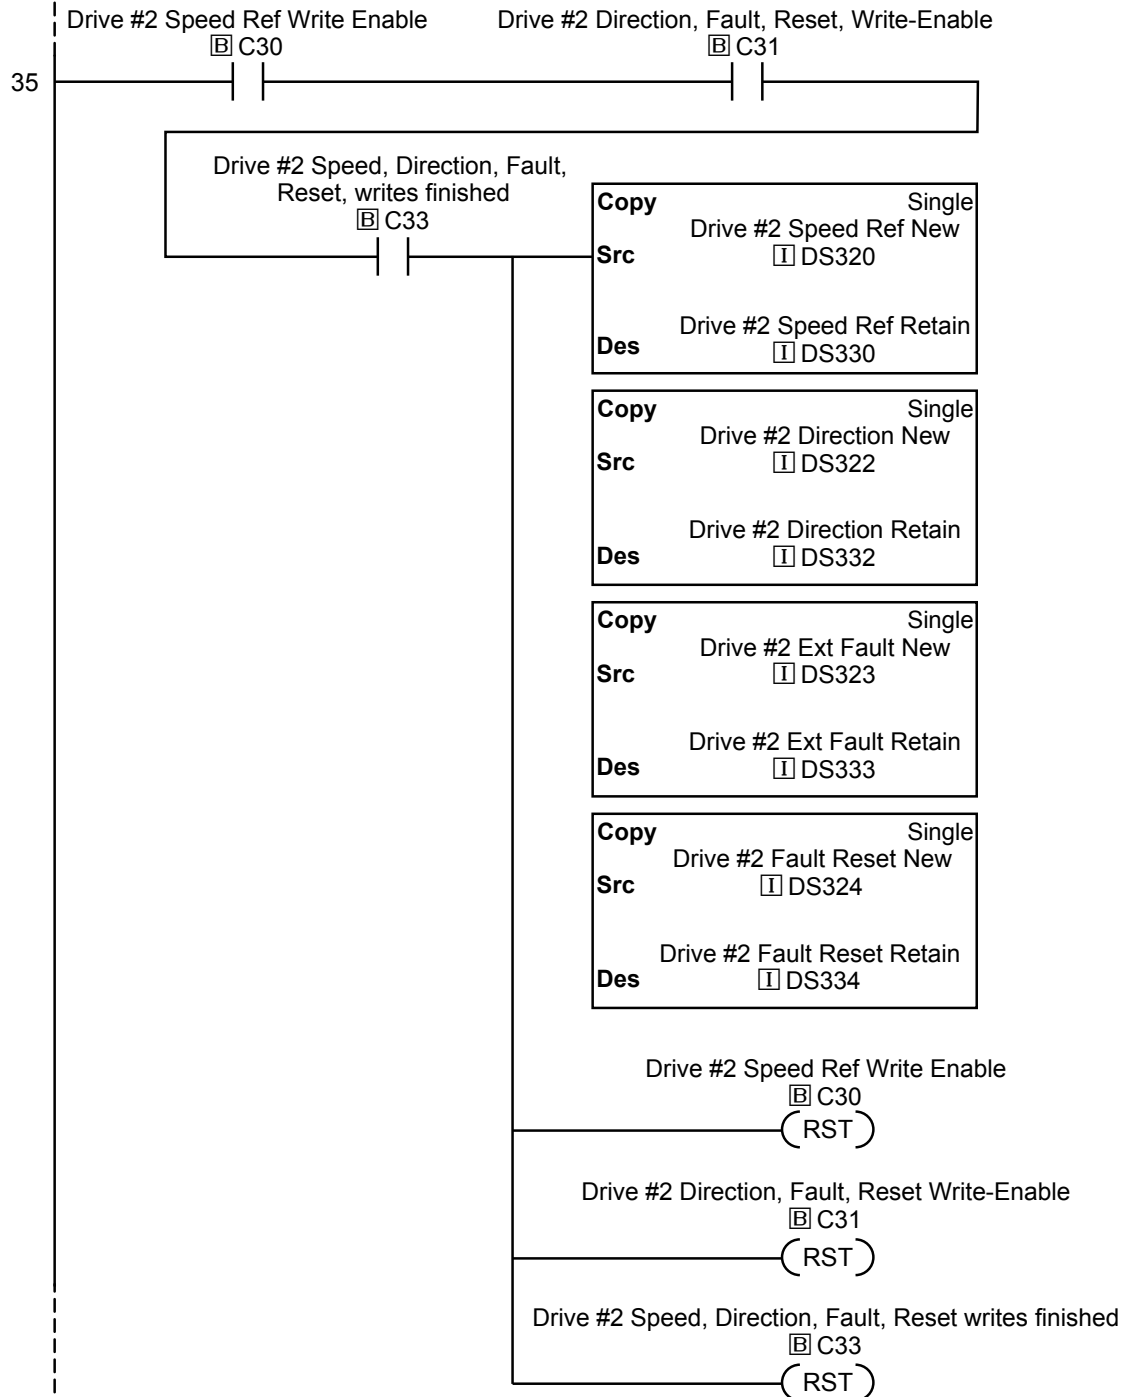 Drive #2 Speed Ref Write Enable
B C30
Drive #2 Direction, Fault, Reset, Write-Enable
B C31
35
Drive #2 Speed, Direction, Fault,
Reset, writes finished
B C33
Copy Single
Drive #2 Speed Ref New
Src I DS320
Drive #2 Speed Ref Retain
Des I DS330
Copy Single
Drive #2 Direction New
Src I DS322
Drive #2 Direction Retain
Des I DS332
Copy Single
Drive #2 Ext Fault New
Src I DS323
Drive #2 Ext Fault Retain
Des I DS333
Copy Single
Drive #2 Fault Reset New
Src I DS324
Drive #2 Fault Reset Retain
Des I DS334
Drive #2 Speed Ref Write Enable
B C30
RST
Drive #2 Direction, Fault, Reset Write-Enable
B C31
RST
Drive #2 Speed, Direction, Fault, Reset writes finished
B C33
RST